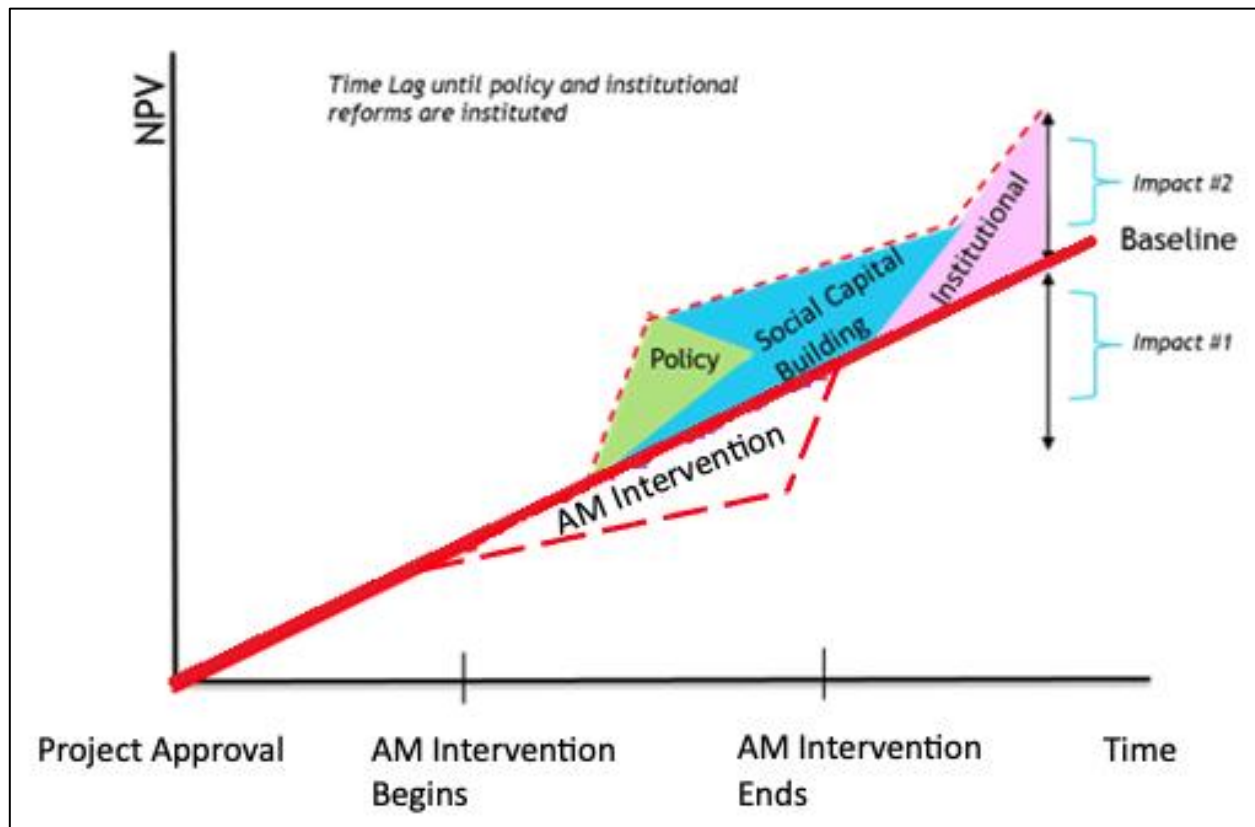 NPV
Time Lag until policy and institutional
reforms are instituted
Impact #2
Baseline
Impact #1
Institutional
Social Capital
Building
Policy
AM Intervention
Project Approval
AM Intervention
Begins
AM Intervention
Ends
Time